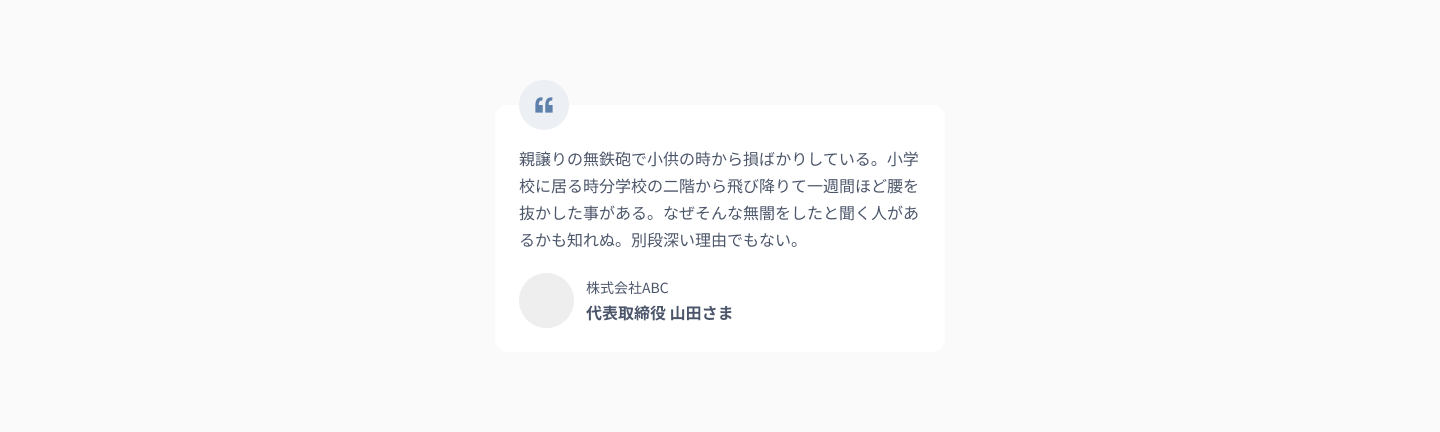 親譲りの無鉄砲で小供の時から損ばかりしている。小学
校に居る時分学校の二階から飛び降りて一週間ほど腰を
抜かした事がある。なぜそんな無闇をしたと聞く人があ
るかも知れぬ。別段深い理由でもない。
株式会社ABC
代表取締役 山田さま